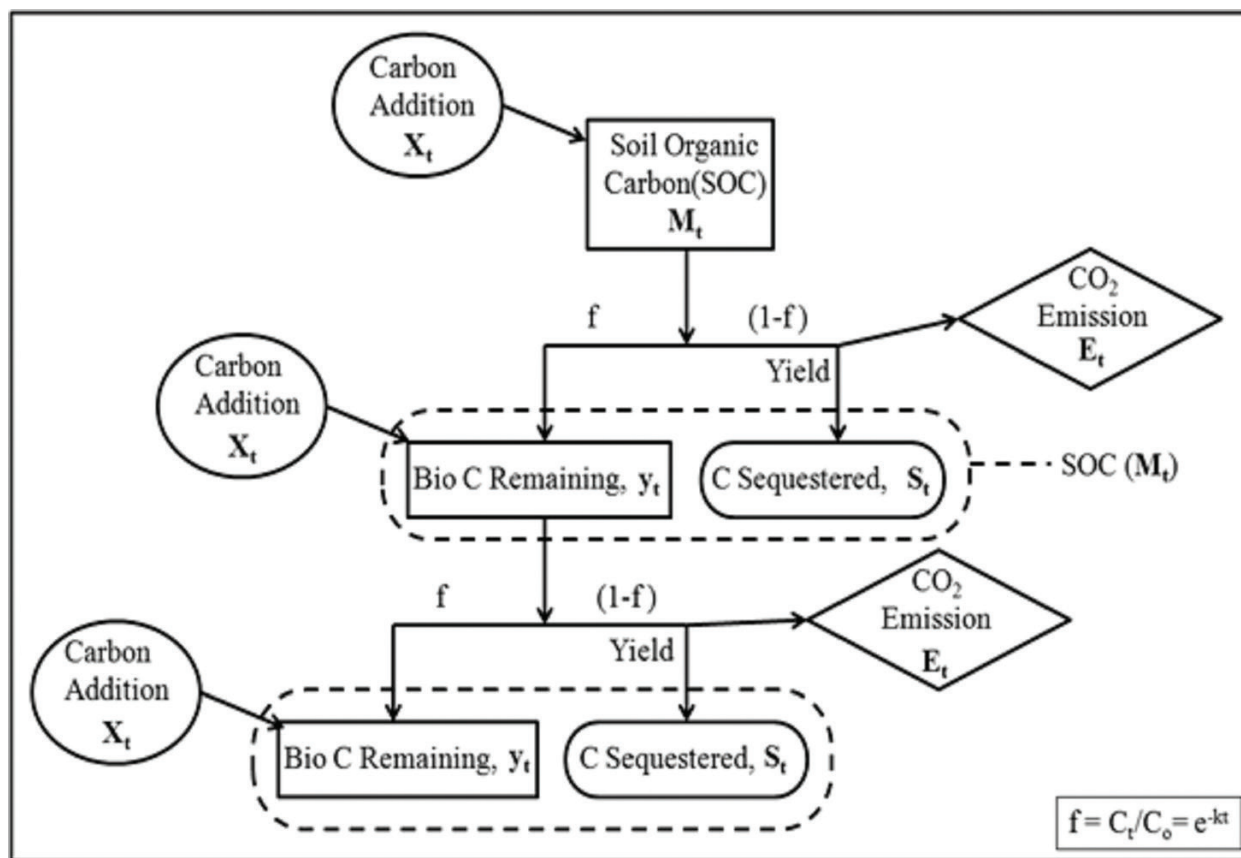 Carbon
Addition
Xt
Soil Organic
Carbon(SOC)
Mt
f
(1-f)
CO2
Emission
Et
Yield
Carbon
Addition
Xt
Bio C Remaining, yt
C Sequestered, St
SOC (Mt)
f
(1-f)
CO2
Emission
Et
Yield
Carbon
Addition
Xt
Bio C Remaining, yt
C Sequestered, St
f = Ct/Co= e-kt